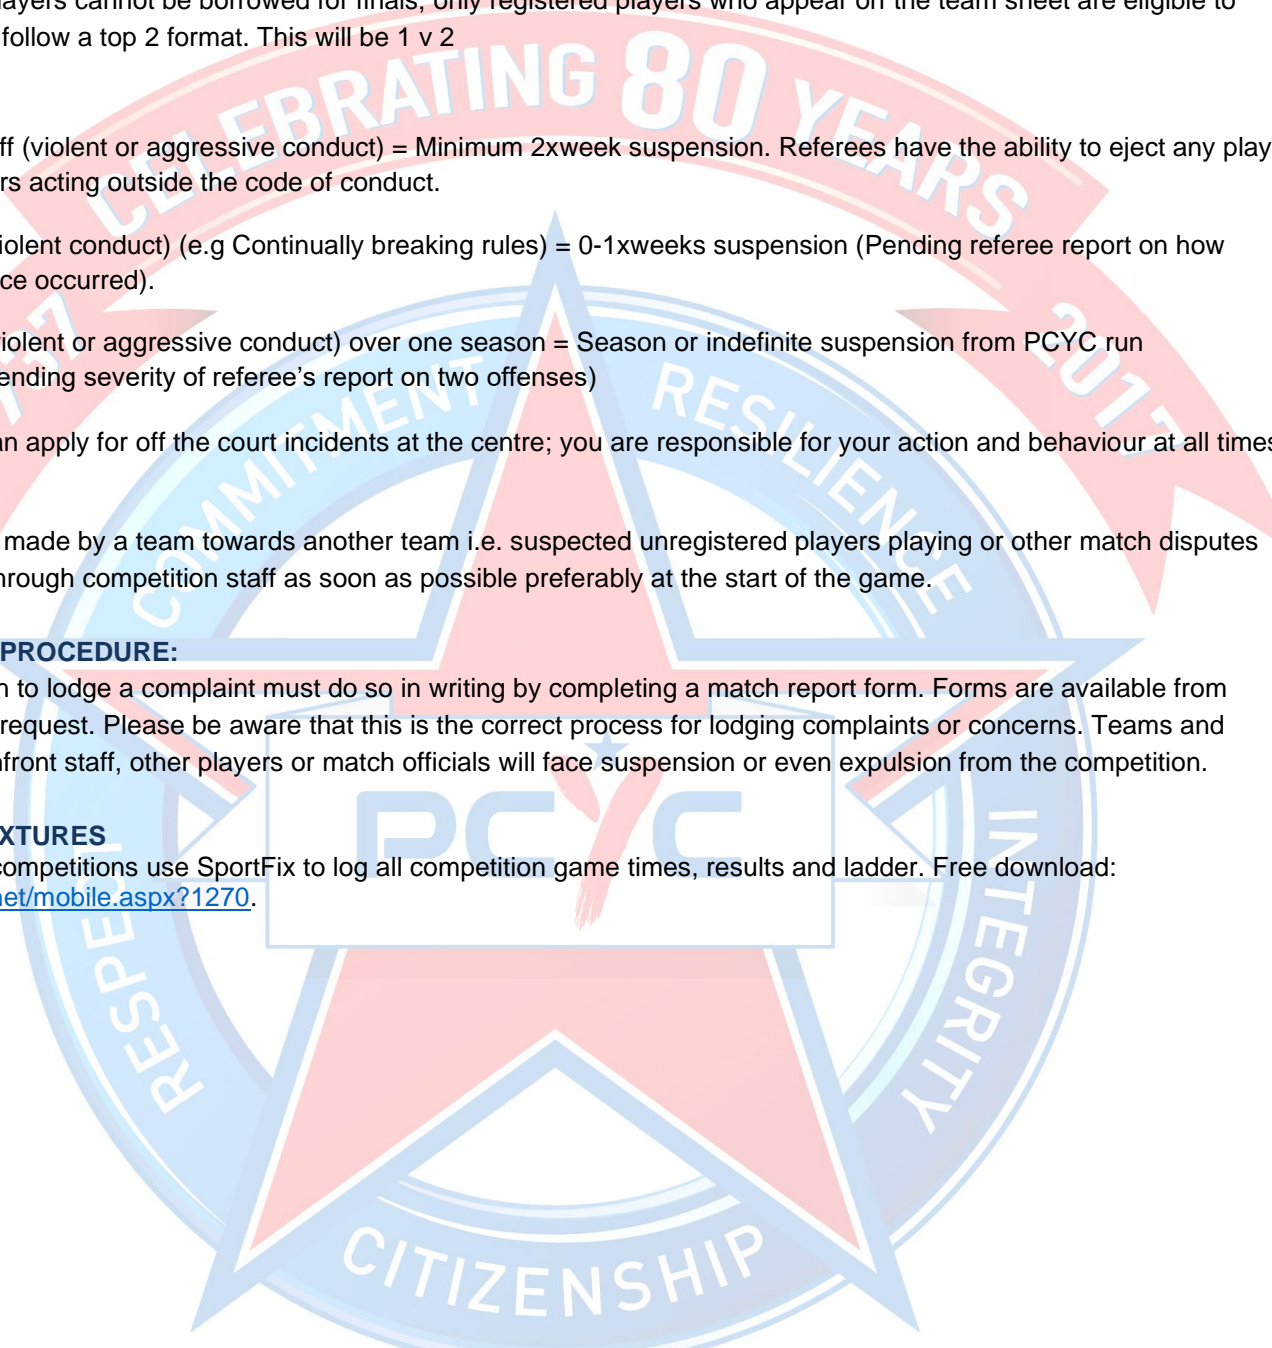 layers cannot be borrowed for finals, only registered players who appear on the team sheet are eligible to
follow a top 2 format. This will be 1 v 2
CELEBRATING 80 YEARS
ff (violent or aggressive conduct) = Minimum 2xweek suspension. Referees have the ability to eject any play
rs acting outside the code of conduct.
iolent conduct) (e.g Continually breaking rules) = 0-1xweeks suspension (Pending referee report on how
ce occurred).
violent or aggressive conduct) over one season = Season or indefinite suspension from PCYC run
ending severity of referee's report on two offenses)
an apply for off the court incidents at the centre; you are responsible for your action and behaviour at all times
made by a team towards another team i.e. suspected unregistered players playing or other match disputes
hrough competition staff as soon as possible preferably at the start of the game.
PROCEDURE:
h to lodge a complaint must do so in writing by completing a match report form. Forms are available from
request. Please be aware that this is the correct process for lodging complaints or concerns. Teams and
nfront staff, other players or match officials will face suspension or even expulsion from the competition.
XTURES
competitions use SportFix to log all competition game times, results and ladder. Free download:
net/mobile.aspx?1270.
937
2017
COMMITMENT
RESILIENCE
PCYC
RESPECT
INTEGRITY
CITIZENSHIP